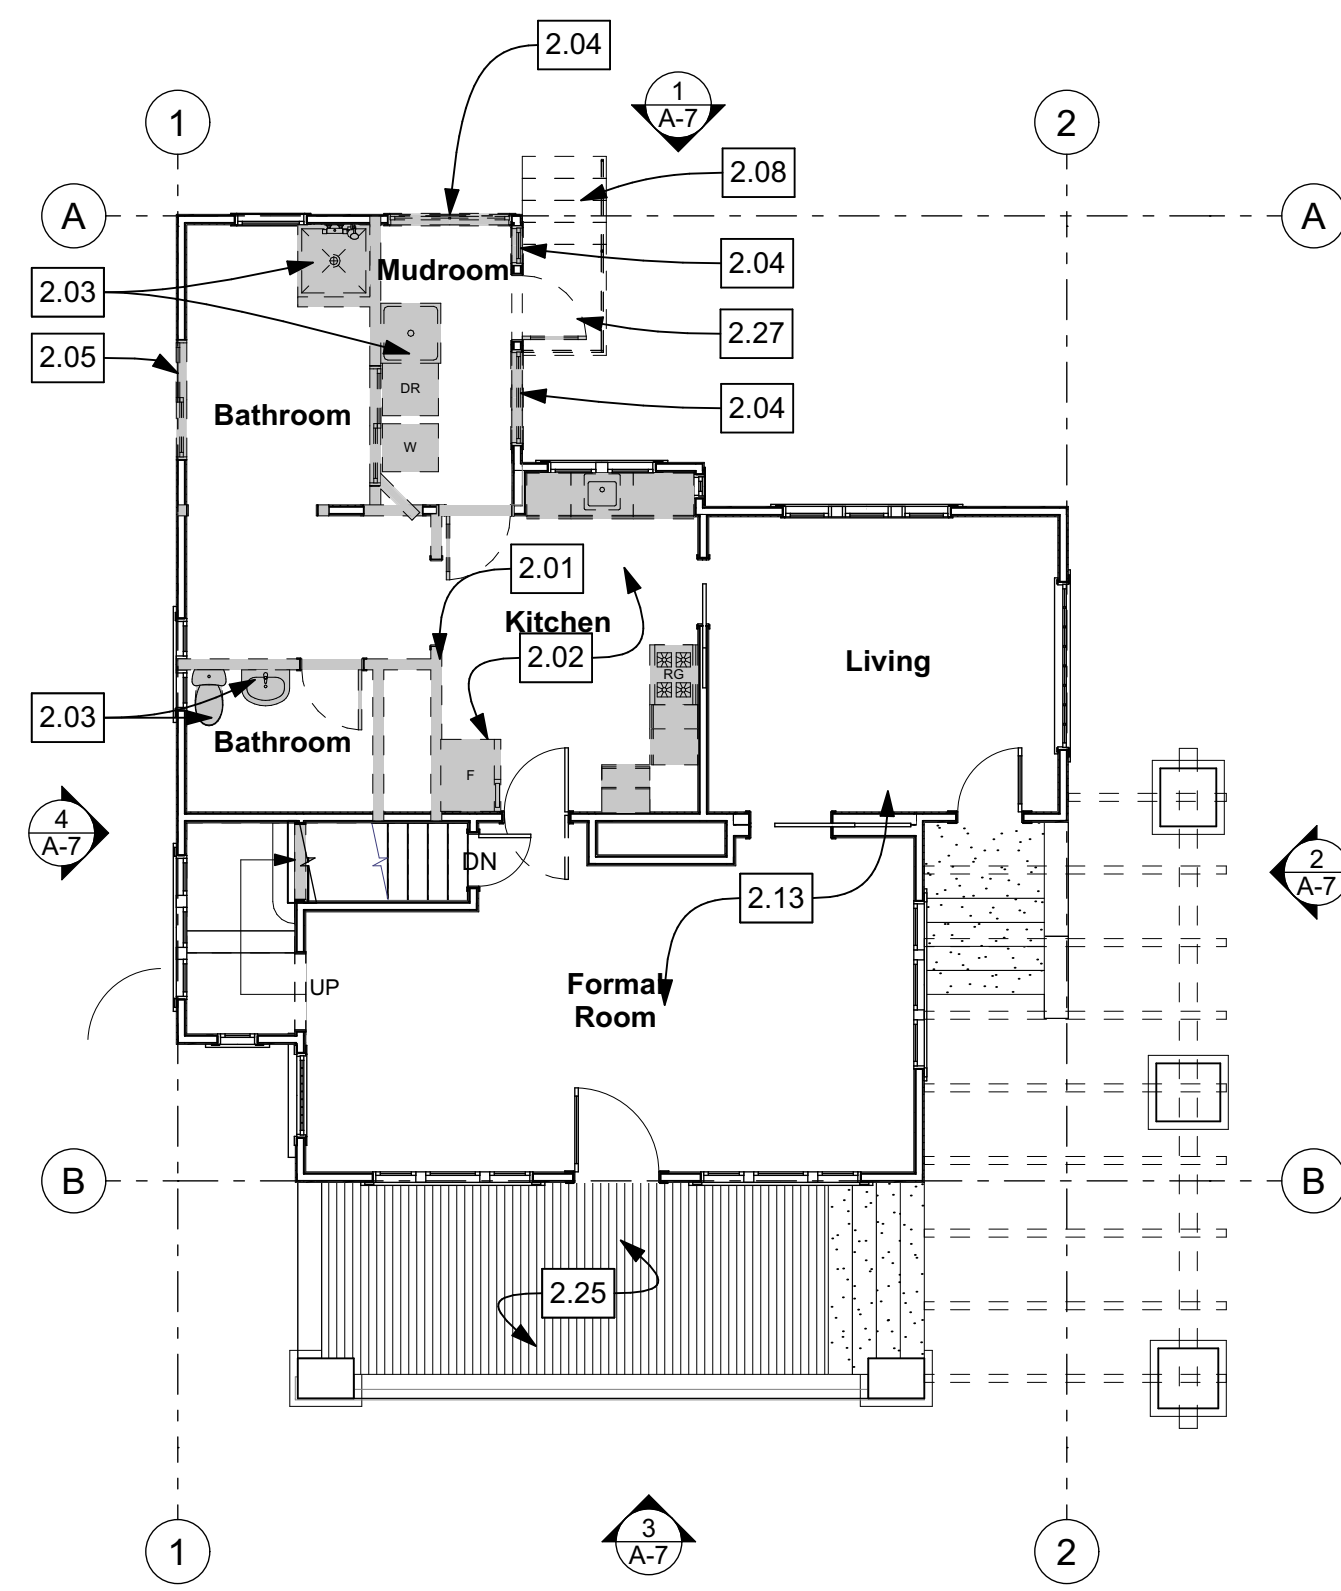 2.04
1
A-7
1
2
2.08
A
A
2.04
Mudroom
2.03
2.27
2.05
DR
2.04
Bathroom
W
2.01
Kitchen
2.02
Living
RG
2.03
Bathroom
F
4
A-7
DN
2
A-7
2.13
Formal
Room
UP
B
B
2.25
3
A-7
1
2